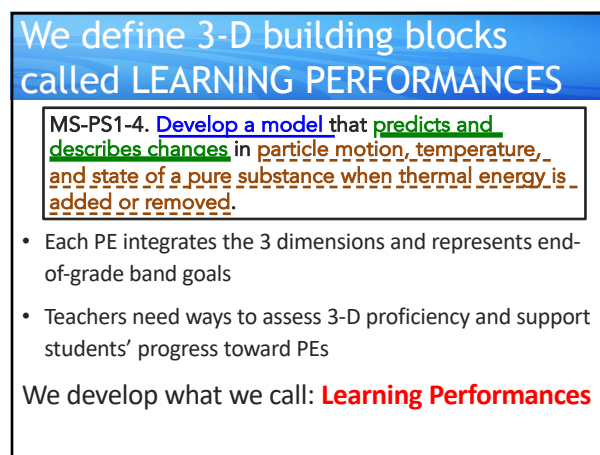 We define 3-D building blocks
called LEARNING PERFORMANCES
MS-PS1-4. Develop a model that predicts and
describes changes in particle motion, temperature,
and state of a pure substance when thermal energy is
added or removed.
• Each PE integrates the 3 dimensions and represents end-
of-grade band goals
• Teachers need ways to assess 3-D proficiency and support
students’ progress toward PEs
We develop what we call: Learning Performances